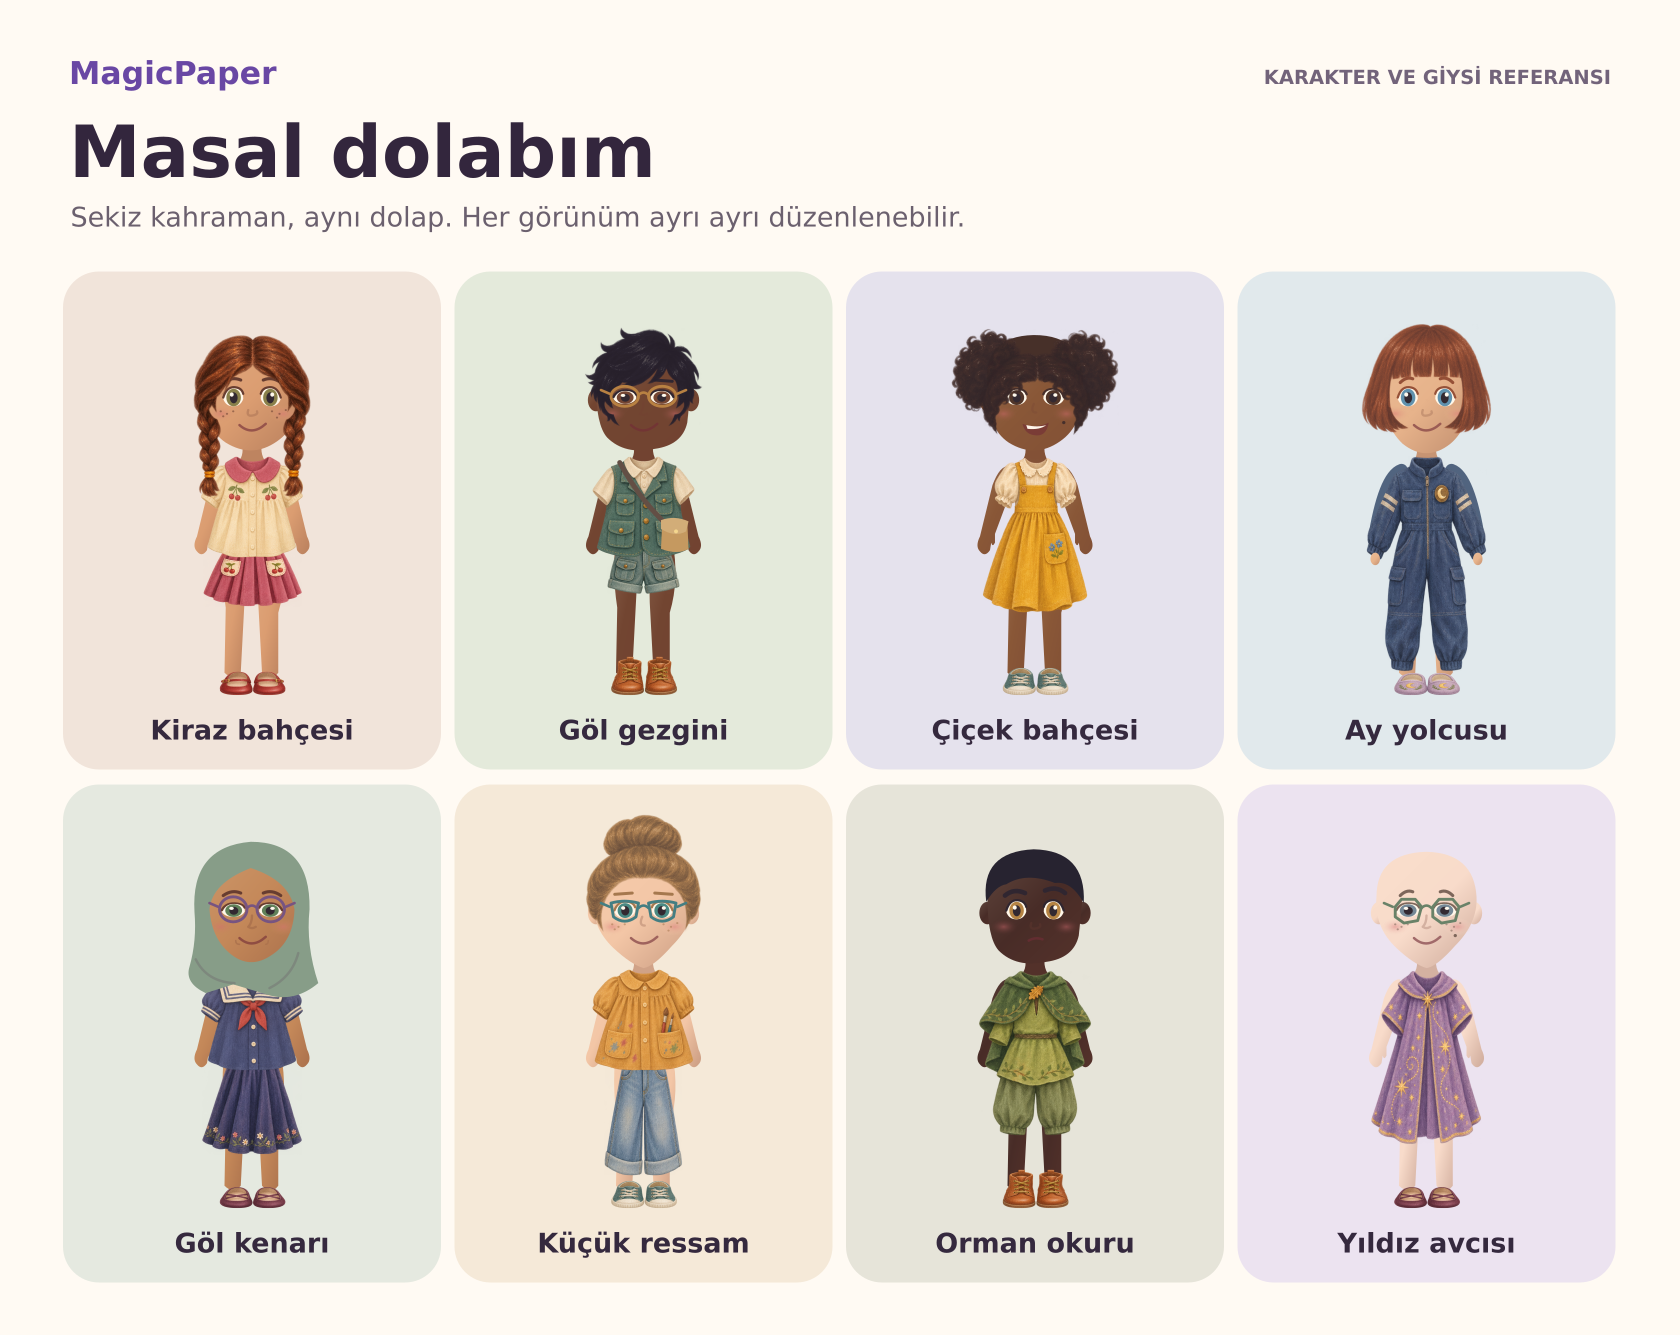 MagicPaper
KARAKTER VE GİYSİ REFERANSI
Masal dolabım
Sekiz kahraman, aynı dolap. Her görünüm ayrı ayrı düzenlenebilir.
Kiraz bahçesi
Göl gezgini
Çiçek bahçesi
Ay yolcusu
Göl kenarı
Küçük ressam
Orman okuru
Yıldız avcısı